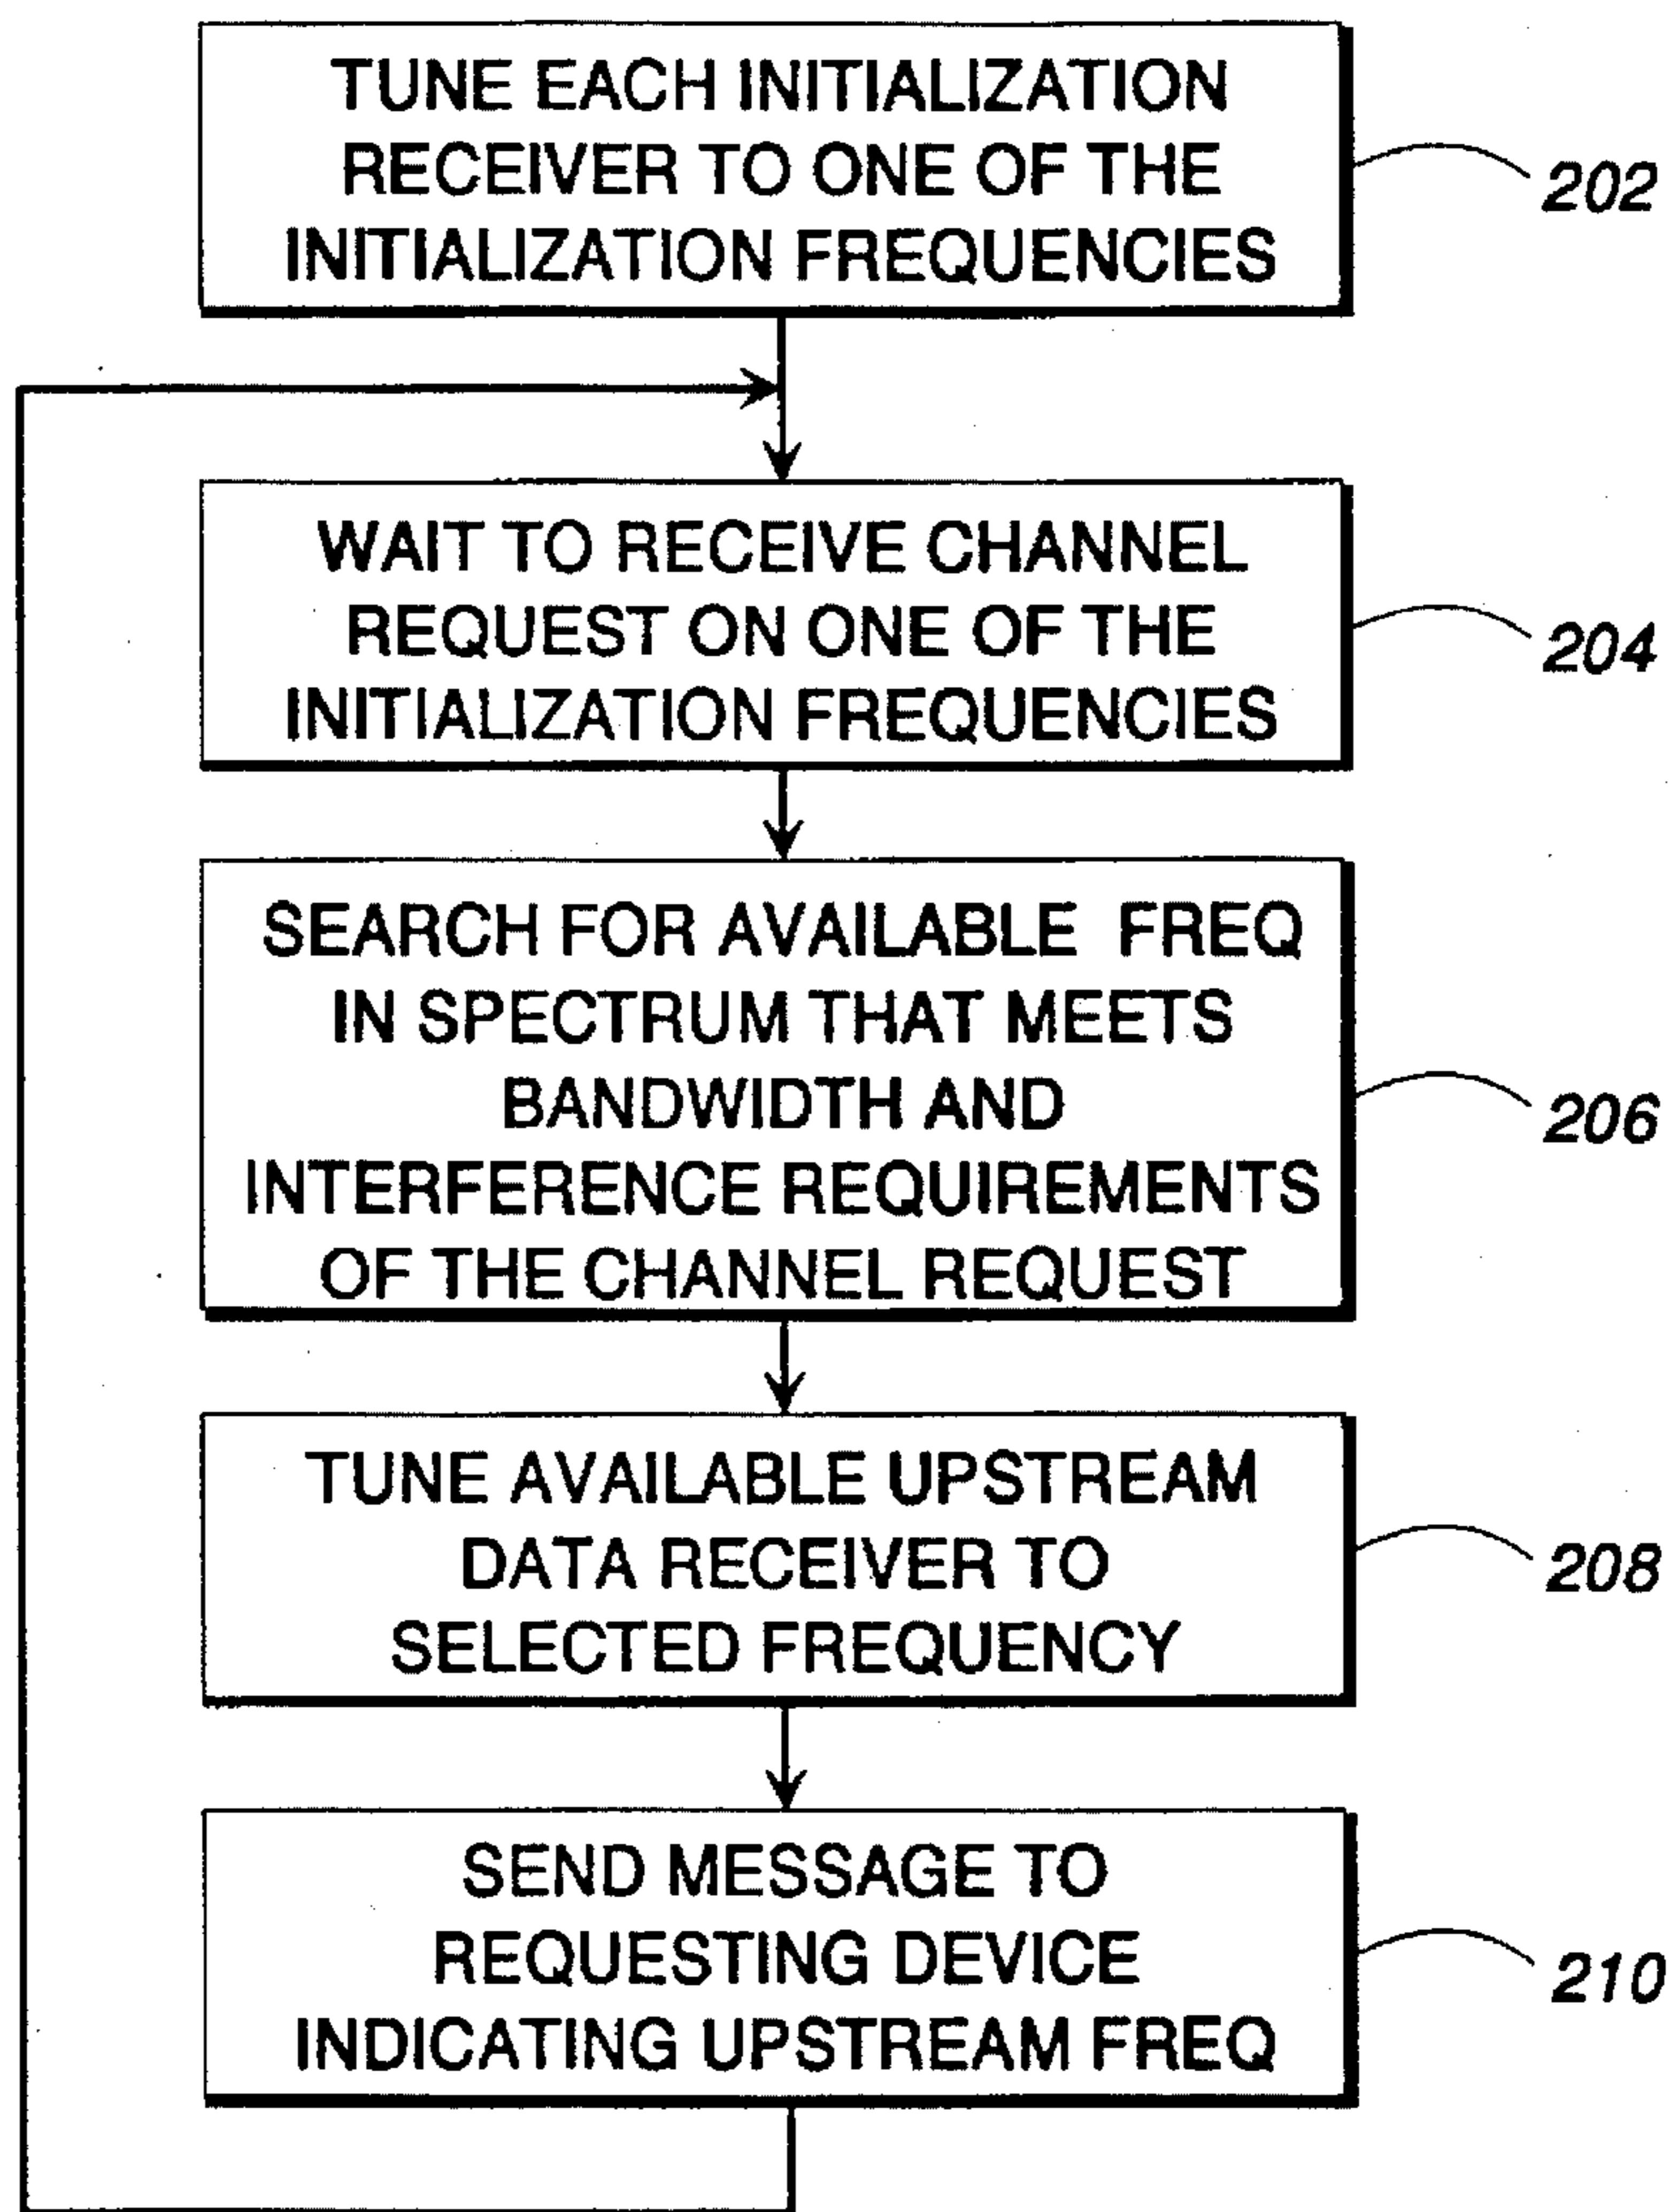 TUNE EACH INITIALIZATION
RECEIVER TO ONE OF THE
INITIALIZATION FREQUENCIES
202
WAIT TO RECEIVE CHANNEL
REQUEST ON ONE OF THE
INITIALIZATION FREQUENCIES
204
SEARCH FOR AVAILABLE FREQ
IN SPECTRUM THAT MEETS
BANDWIDTH AND
INTERFERENCE REQUIREMENTS
OF THE CHANNEL REQUEST
206
TUNE AVAILABLE UPSTREAM
DATA RECEIVER TO
SELECTED FREQUENCY
208
SEND MESSAGE TO
REQUESTING DEVICE
INDICATING UPSTREAM FREQ
210